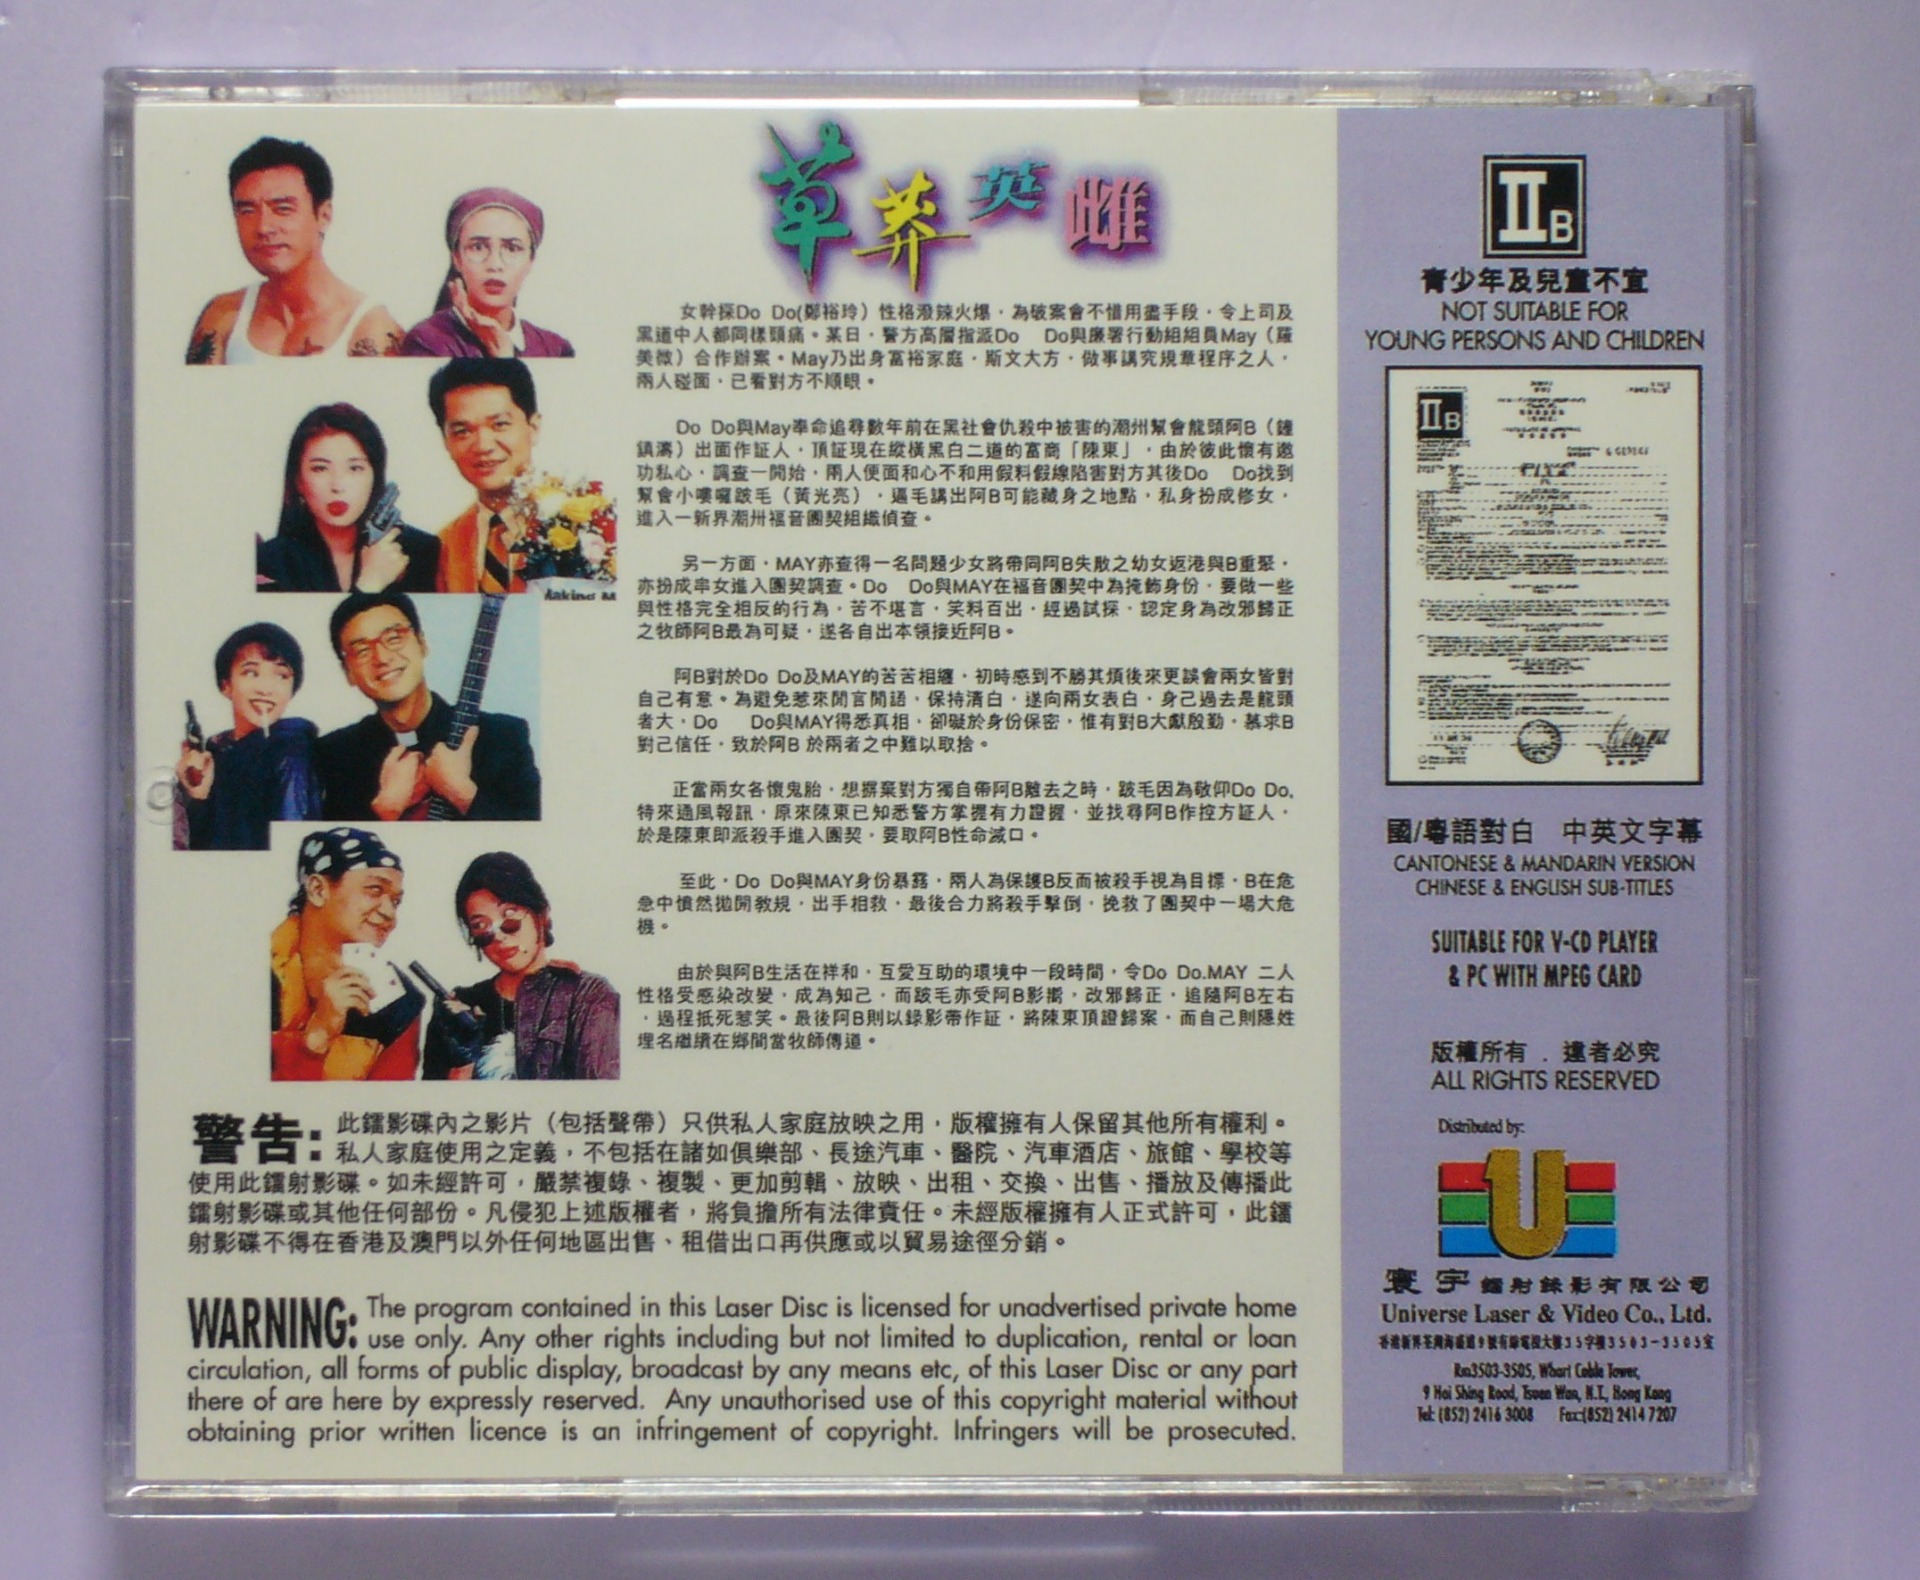 草莽英雌
女幹探Do Do(鄭裕玲）性格潑辣火爆，為破案會不惜用盡手段，令上司及
黑道中人都同樣頭痛。某日，警方高層指派Do Do與廉署行動組組員May（羅
美微）合作辦案。May乃出身富裕家庭，斯文大方，做事講究規章程序之人，
兩人碰面，已看對方不順眼。
Do Do與May奉命追尋數年前在黑社會仇殺中被害的潮州幫會龍頭阿B（鍾
鎮濤）出面作証人，頂証現在縱橫黑白二道的富商「陳東」，由於彼此懷有邀
功私心，調查一開始，兩人便面和心不和用假料假線陷害對方其後Do Do找到
幫會小嘍囉跛毛（黃光亮），逼毛講出阿B可能藏身之地點，私身扮成修女，
進入一新界潮州褔音團契組織偵查。
另一方面，MAY亦查得一名問題少女將帶同阿B失散之幼女返港與B重聚，
亦扮成串女進入團契調查。Do Do與MAY在福音團契中為掩飾身份，要做一些
與性格完全相反的行為，苦不堪言，笑料百出，經過試探，認定身為改邪歸正
之牧師阿B最為可疑，遂各自出本領接近阿B。
阿B對於Do Do及MAY的苦苦相纏，初時感到不勝其煩後來更誤會兩女皆對
自己有意。為避免惹來閒言閒語，保持清白，遂向兩女表白，身己過去是龍頭
者大，Do Do與MAY得悉真相，卻礙於身份保密，惟有對B大獻殷勤，慕求B
對己信任，致於阿B 於兩者之中難以取捨。
正當兩女各懷鬼胎，想摒棄對方獨自帶阿B離去之時，跛毛因為敬仰Do Do,
特來通風報訊，原來陳東已知悉警方掌握有力證握，並找尋阿B作控方証人，
於是陳東即派殺手進入團契，要取阿B性命滅口。
至此，Do Do與MAY身份暴露，兩人為保護B反而被殺手視為目標，B在危
急中憤然拋開教規，出手相救，最後合力將殺手擊倒，挽救了團契中一場大危
機。
由於與阿B生活在祥和，互愛互助的環境中一段時間，令Do Do.MAY 二人
性格受感染改變，成為知己，而跛毛亦受阿B影嚮，改邪歸正，追隨阿B左右
，過程抵死惹笑。最後阿B則以錄影帶作証，將陳東頂證歸案，而自己則隱姓
埋名繼續在鄉間當牧師傳道。
警告:
此鐳影碟內之影片（包括聲帶）只供私人家庭放映之用，版權擁有人保留其他所有權利。
私人家庭使用之定義，不包括在諸如俱樂部、長途汽車、醫院、汽車酒店、旅館、學校等
使用此鐳射影碟。如未經許可，嚴禁複錄、複製、更加剪輯、放映、出租、交換、出售、播放及傳播此
鐳射影碟或其他任何部份。凡侵犯上述版權者，將負擔所有法律責任。未經版權擁有人正式許可，此鐳
射影碟不得在香港及澳門以外任何地區出售、租借出口再供應或以貿易途徑分銷。
WARNING:
The program contained in this Laser Disc is licensed for unadvertised private home
use only. Any other rights including but not limited to duplication, rental or loan
circulation, all forms of public display, broadcast by any means etc, of this Laser Disc or any part
there of are here by expressly reserved. Any unauthorised use of this copyright material without
obtaining prior written licence is an infringement of copyright. Infringers will be prosecuted.
IIB
青少年及兒童不宜
NOT SUITABLE FOR
YOUNG PERSONS AND CHILDREN
IIB
國/粵語對白 中英文字幕
CANTONESE & MANDARIN VERSION
CHINESE & ENGLISH SUB-TITLES
SUITABLE FOR V-CD PLAYER
& PC WITH MPEG CARD
版權所有．違者必究
ALL RIGHTS RESERVED
Distributed by:
U
寰宇鐳射錄影有限公司
Universe Laser & Video Co., Ltd.
香港新界荃灣海盛路9號有線電視大樓35字樓3503-3505室
Rm3503-3505, Wharf Cable Tower,
9 Hoi Shing Road, Tsuen Wan, N.T., Hong Kong
Tel: (852) 2416 3008 Fax:(852) 2414 7207